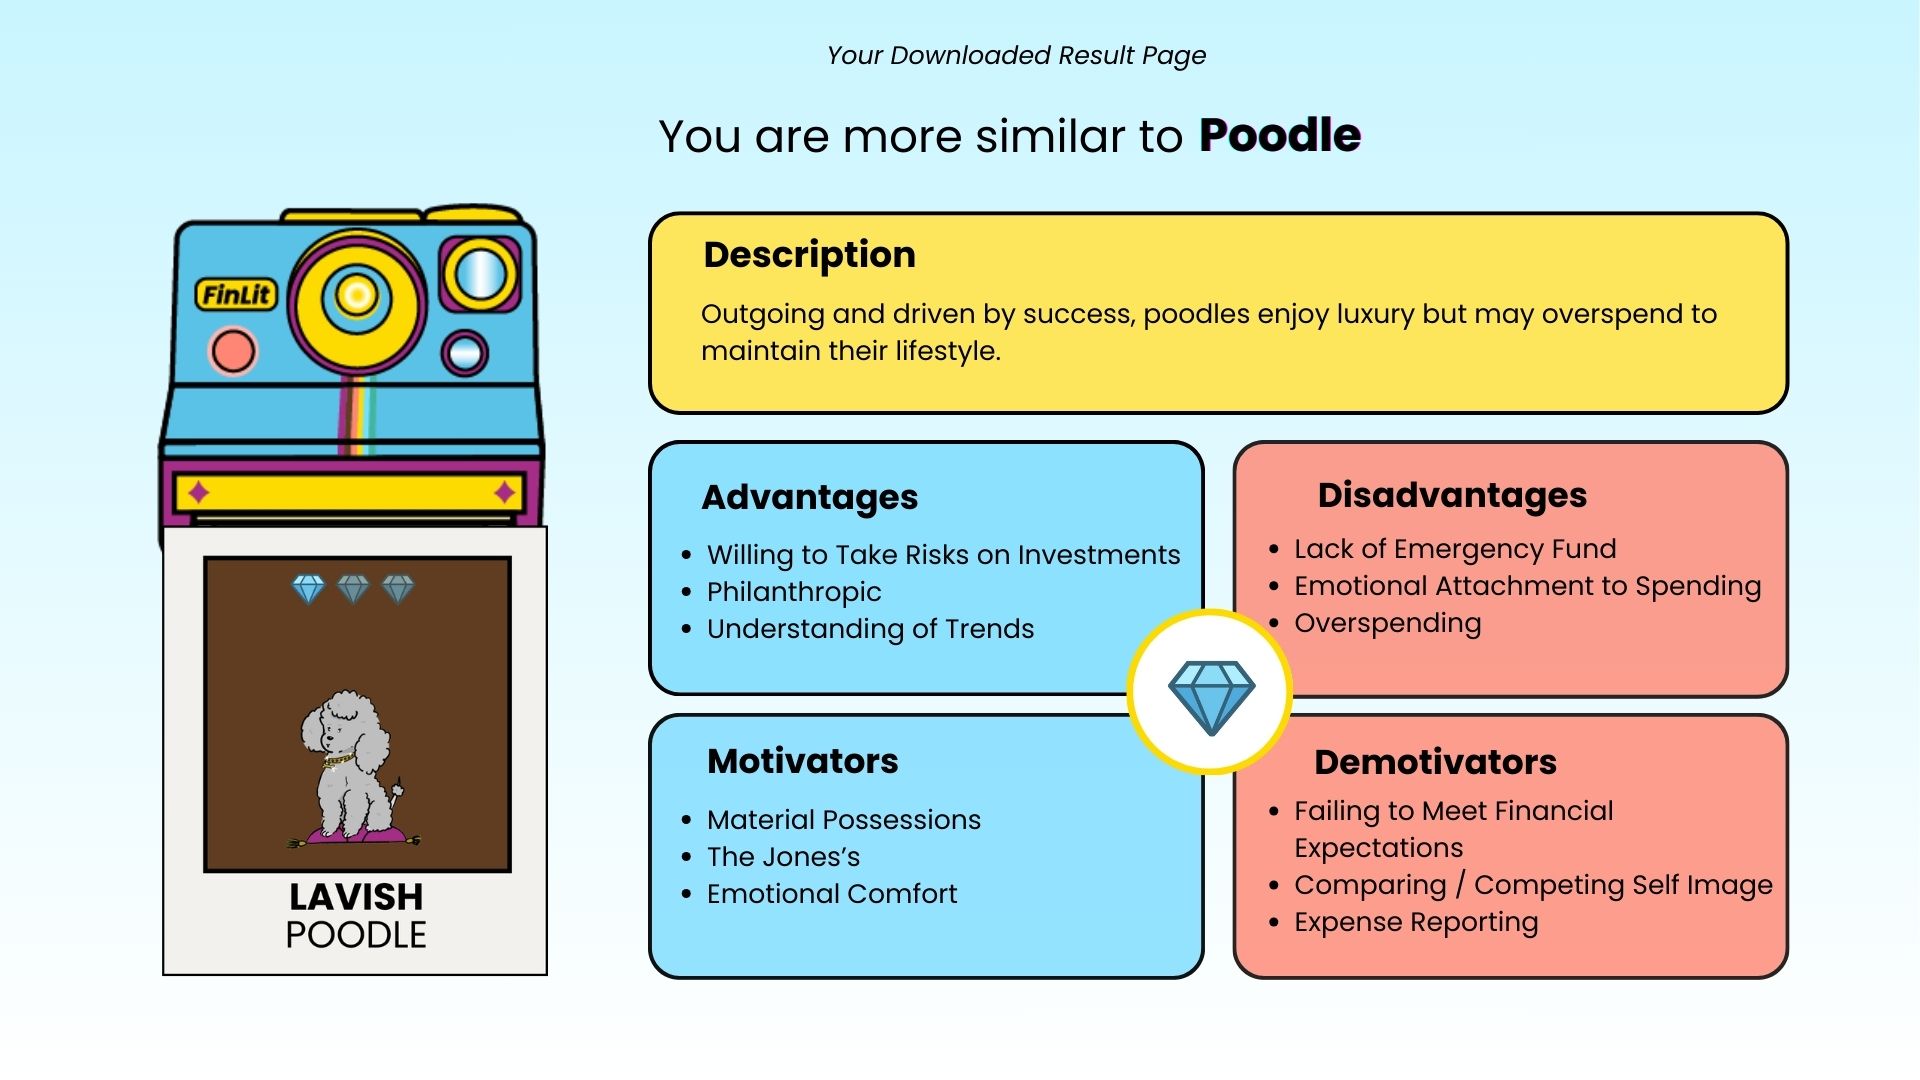 Your Downloaded Result Page
You are more similar to Poodle
FinLit
LAVISH
POODLE
Description
Outgoing and driven by success, poodles enjoy luxury but may overspend to
maintain their lifestyle.
Advantages
• Willing to Take Risks on Investments
• Philanthropic
• Understanding of Trends
Disadvantages
• Lack of Emergency Fund
• Emotional Attachment to Spending
• Overspending
Motivators
• Material Possessions
• The Jones’s
• Emotional Comfort
Demotivators
• Failing to Meet Financial
Expectations
• Comparing / Competing Self Image
• Expense Reporting